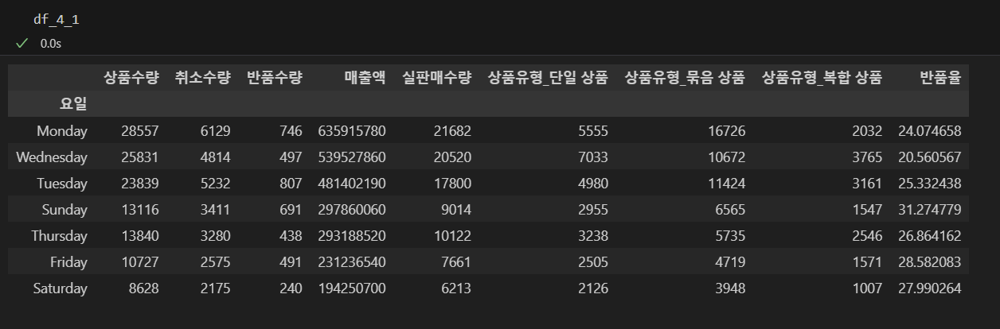 df_4_1
0.0s
상품수량 취소수량 반품수량 매출액 실판매수량 상품유형_단일 상품 상품유형_묶음 상품 상품유형_복합 상품 반품율
요일
Monday 28557 6129 746 635915780 21682 5555 16726 2032 24.074658
Wednesday 25831 4814 497 539527860 20520 7033 10672 3765 20.560567
Tuesday 23839 5232 807 481402190 17800 4980 11424 3161 25.332438
Sunday 13116 3411 691 297860060 9014 2955 6565 1547 31.274779
Thursday 13840 3280 438 293188520 10122 3238 5735 2546 26.864162
Friday 10727 2575 491 231236540 7661 2505 4719 1571 28.582083
Saturday 8628 2175 240 194250700 6213 2126 3948 1007 27.990264